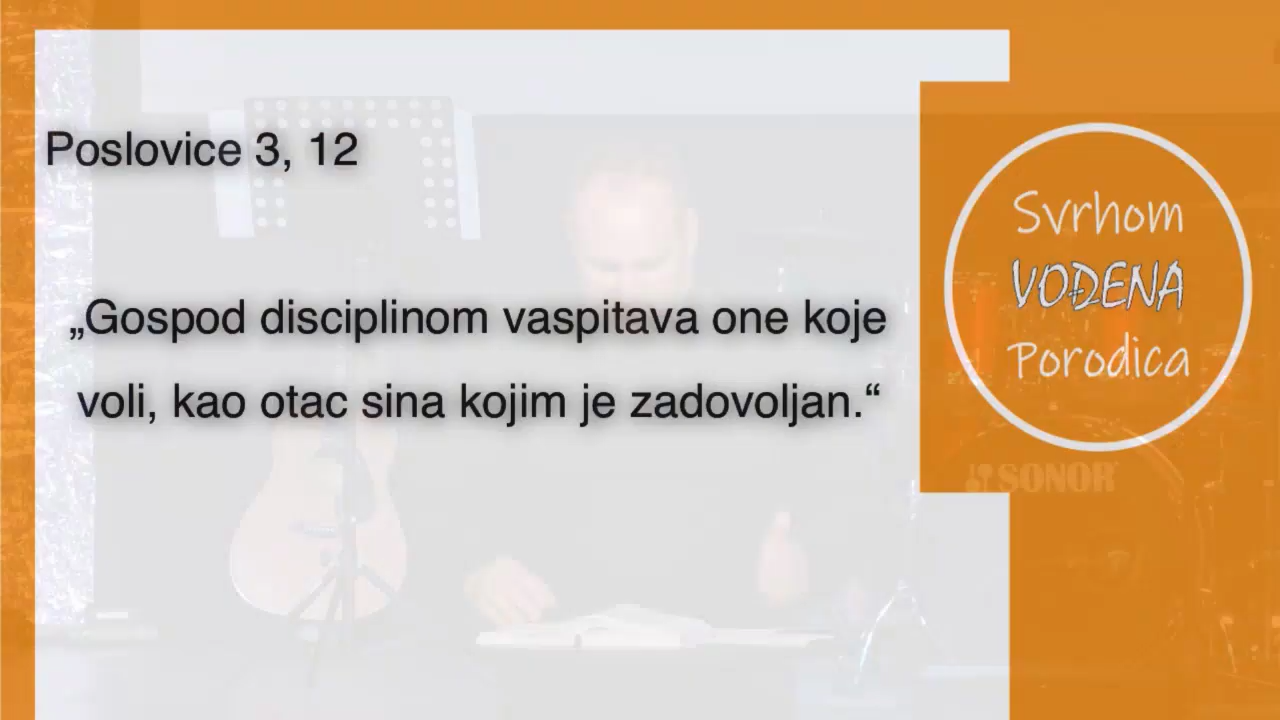 Poslovice 3, 12
„Gospod disciplinom vaspitava one koje
voli, kao otac sina kojim je zadovoljan.“
Svrhom
VOĐENA
Porodica
SONOR